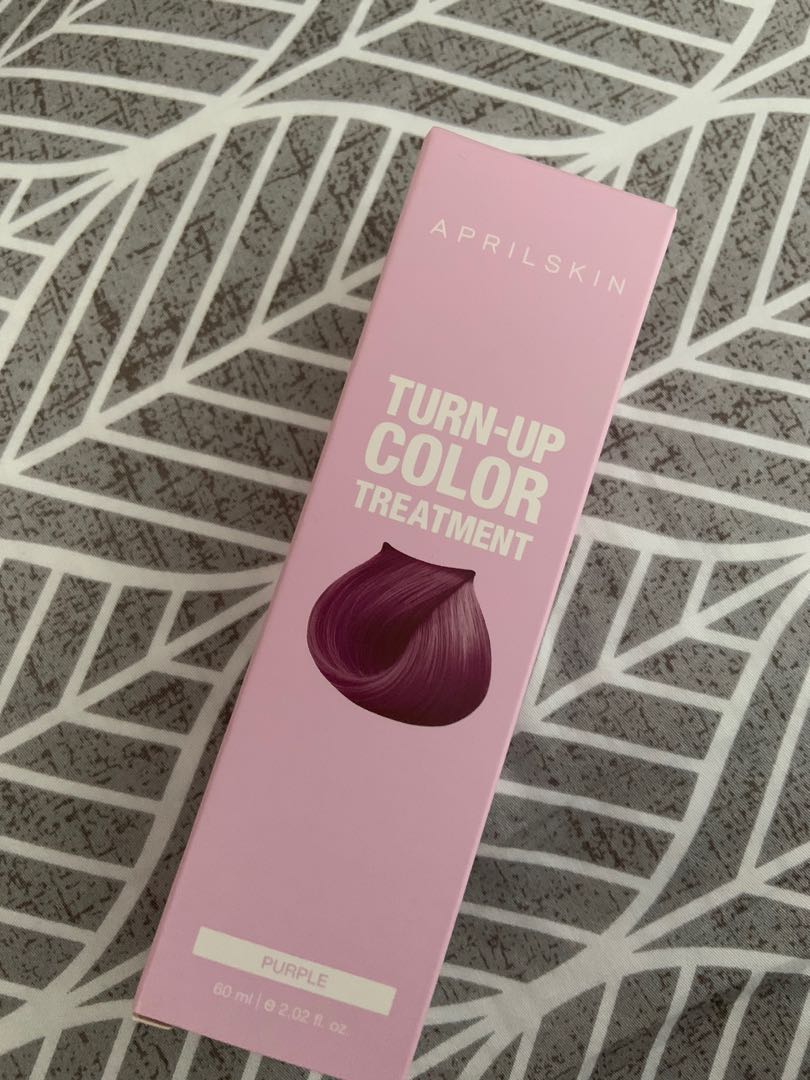 APRILSKIN
TURN-UP
COLOR
TREATMENT
PURPLE
60 ml | ℮ 2.02 fl. oz.